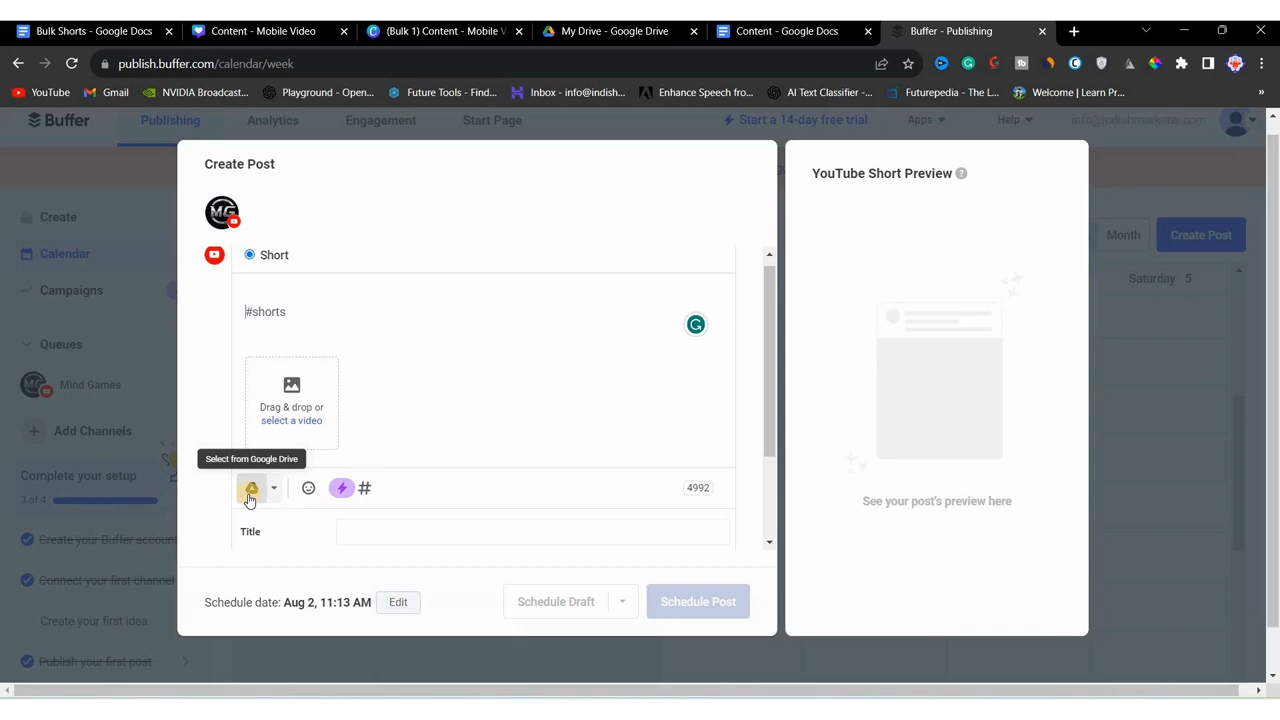 Bulk Shorts - Google Docs
Content - Mobile Video
(Bulk 1) Content - Mobile V
My Drive - Google Drive
Content - Google Docs
Buffer - Publishing
publish.buffer.com/calendar/week
YouTube
Gmail
NVIDIA Broadcast...
Playground - Open...
Future Tools - Find...
Inbox - info@indish...
Enhance Speech fro...
AI Text Classifier -...
Futurepedia - The L...
Welcome | Learn Pr...
Buffer
Publishing
Analytics
Engagement
Start Page
Start a 14-day free trial
Apps
Help
Create Post
YouTube Short Preview
MG
Create
Calendar
Campaigns
Queues
Mind Games
Add Channels
Complete your setup
3 of 4
Create your Buffer account
Connect your first channel
Create your first idea
Publish your first post
Short
#shorts
Drag & drop or
select a video
Select from Google Drive
4992
Title
Schedule date: Aug 2, 11:13 AM
Edit
Schedule Draft
Schedule Post
See your post's preview here
Month
Create Post
Saturday 5